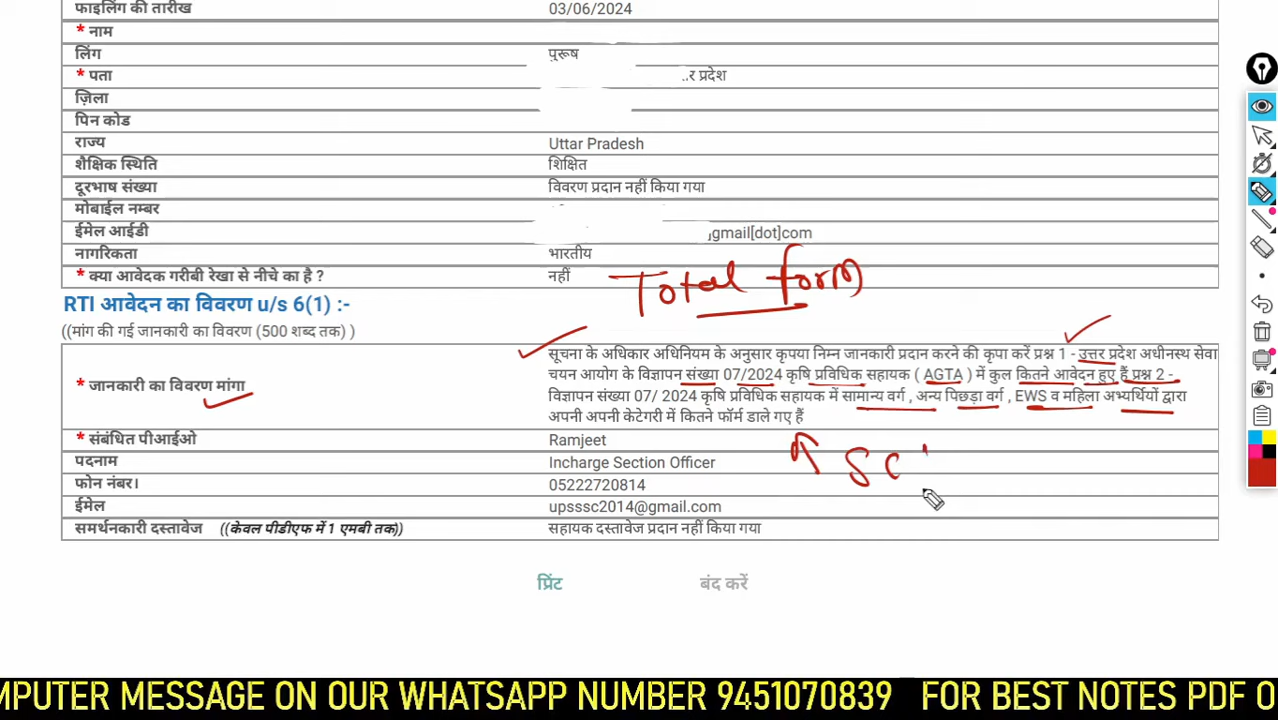 फाइलिंग की तारीख 03/06/2024
* नाम
लिंग पुरूष
* पता ..र प्रदेश
ज़िला
पिन कोड
राज्य Uttar Pradesh
शैक्षिक स्थिति शिक्षित
दूरभाष संख्या विवरण प्रदान नहीं किया गया
मोबाईल नम्बर
ईमेल आईडी gmail[dot]com
नागरिकता भारतीय
* क्या आवेदक गरीबी रेखा से नीचे का है ? नहीं
Total form
RTI आवेदन का विवरण u/s 6(1) :-
((मांग की गई जानकारी का विवरण (500 शब्द तक) )
* जानकारी का विवरण मांगा
सूचना के अधिकार अधिनियम के अनुसार कृपया निम्न जानकारी प्रदान करने की कृपा करें प्रश्न 1 - उत्तर प्रदेश अधीनस्थ सेवा
चयन आयोग के विज्ञापन संख्या 07/2024 कृषि प्रविधिक सहायक ( AGTA ) में कुल कितने आवेदन हुए हैं प्रश्न 2 -
विज्ञापन संख्या 07/ 2024 कृषि प्रविधिक सहायक में सामान्य वर्ग , अन्य पिछड़ा वर्ग , EWS व महिला अभ्यर्थियों द्वारा
अपनी अपनी केटेगरी में कितने फॉर्म डाले गए हैं
* संबंधित पीआईओ Ramjeet
SC
पदनाम Incharge Section Officer
फोन नंबर। 05222720814
ईमेल upsssc2014@gmail.com
समर्थनकारी दस्तावेज ((केवल पीडीएफ में 1 एमबी तक)) सहायक दस्तावेज प्रदान नहीं किया गया
प्रिंट बंद करें
MPUTER MESSAGE ON OUR WHATSAPP NUMBER 9451070839 FOR BEST NOTES PDF O